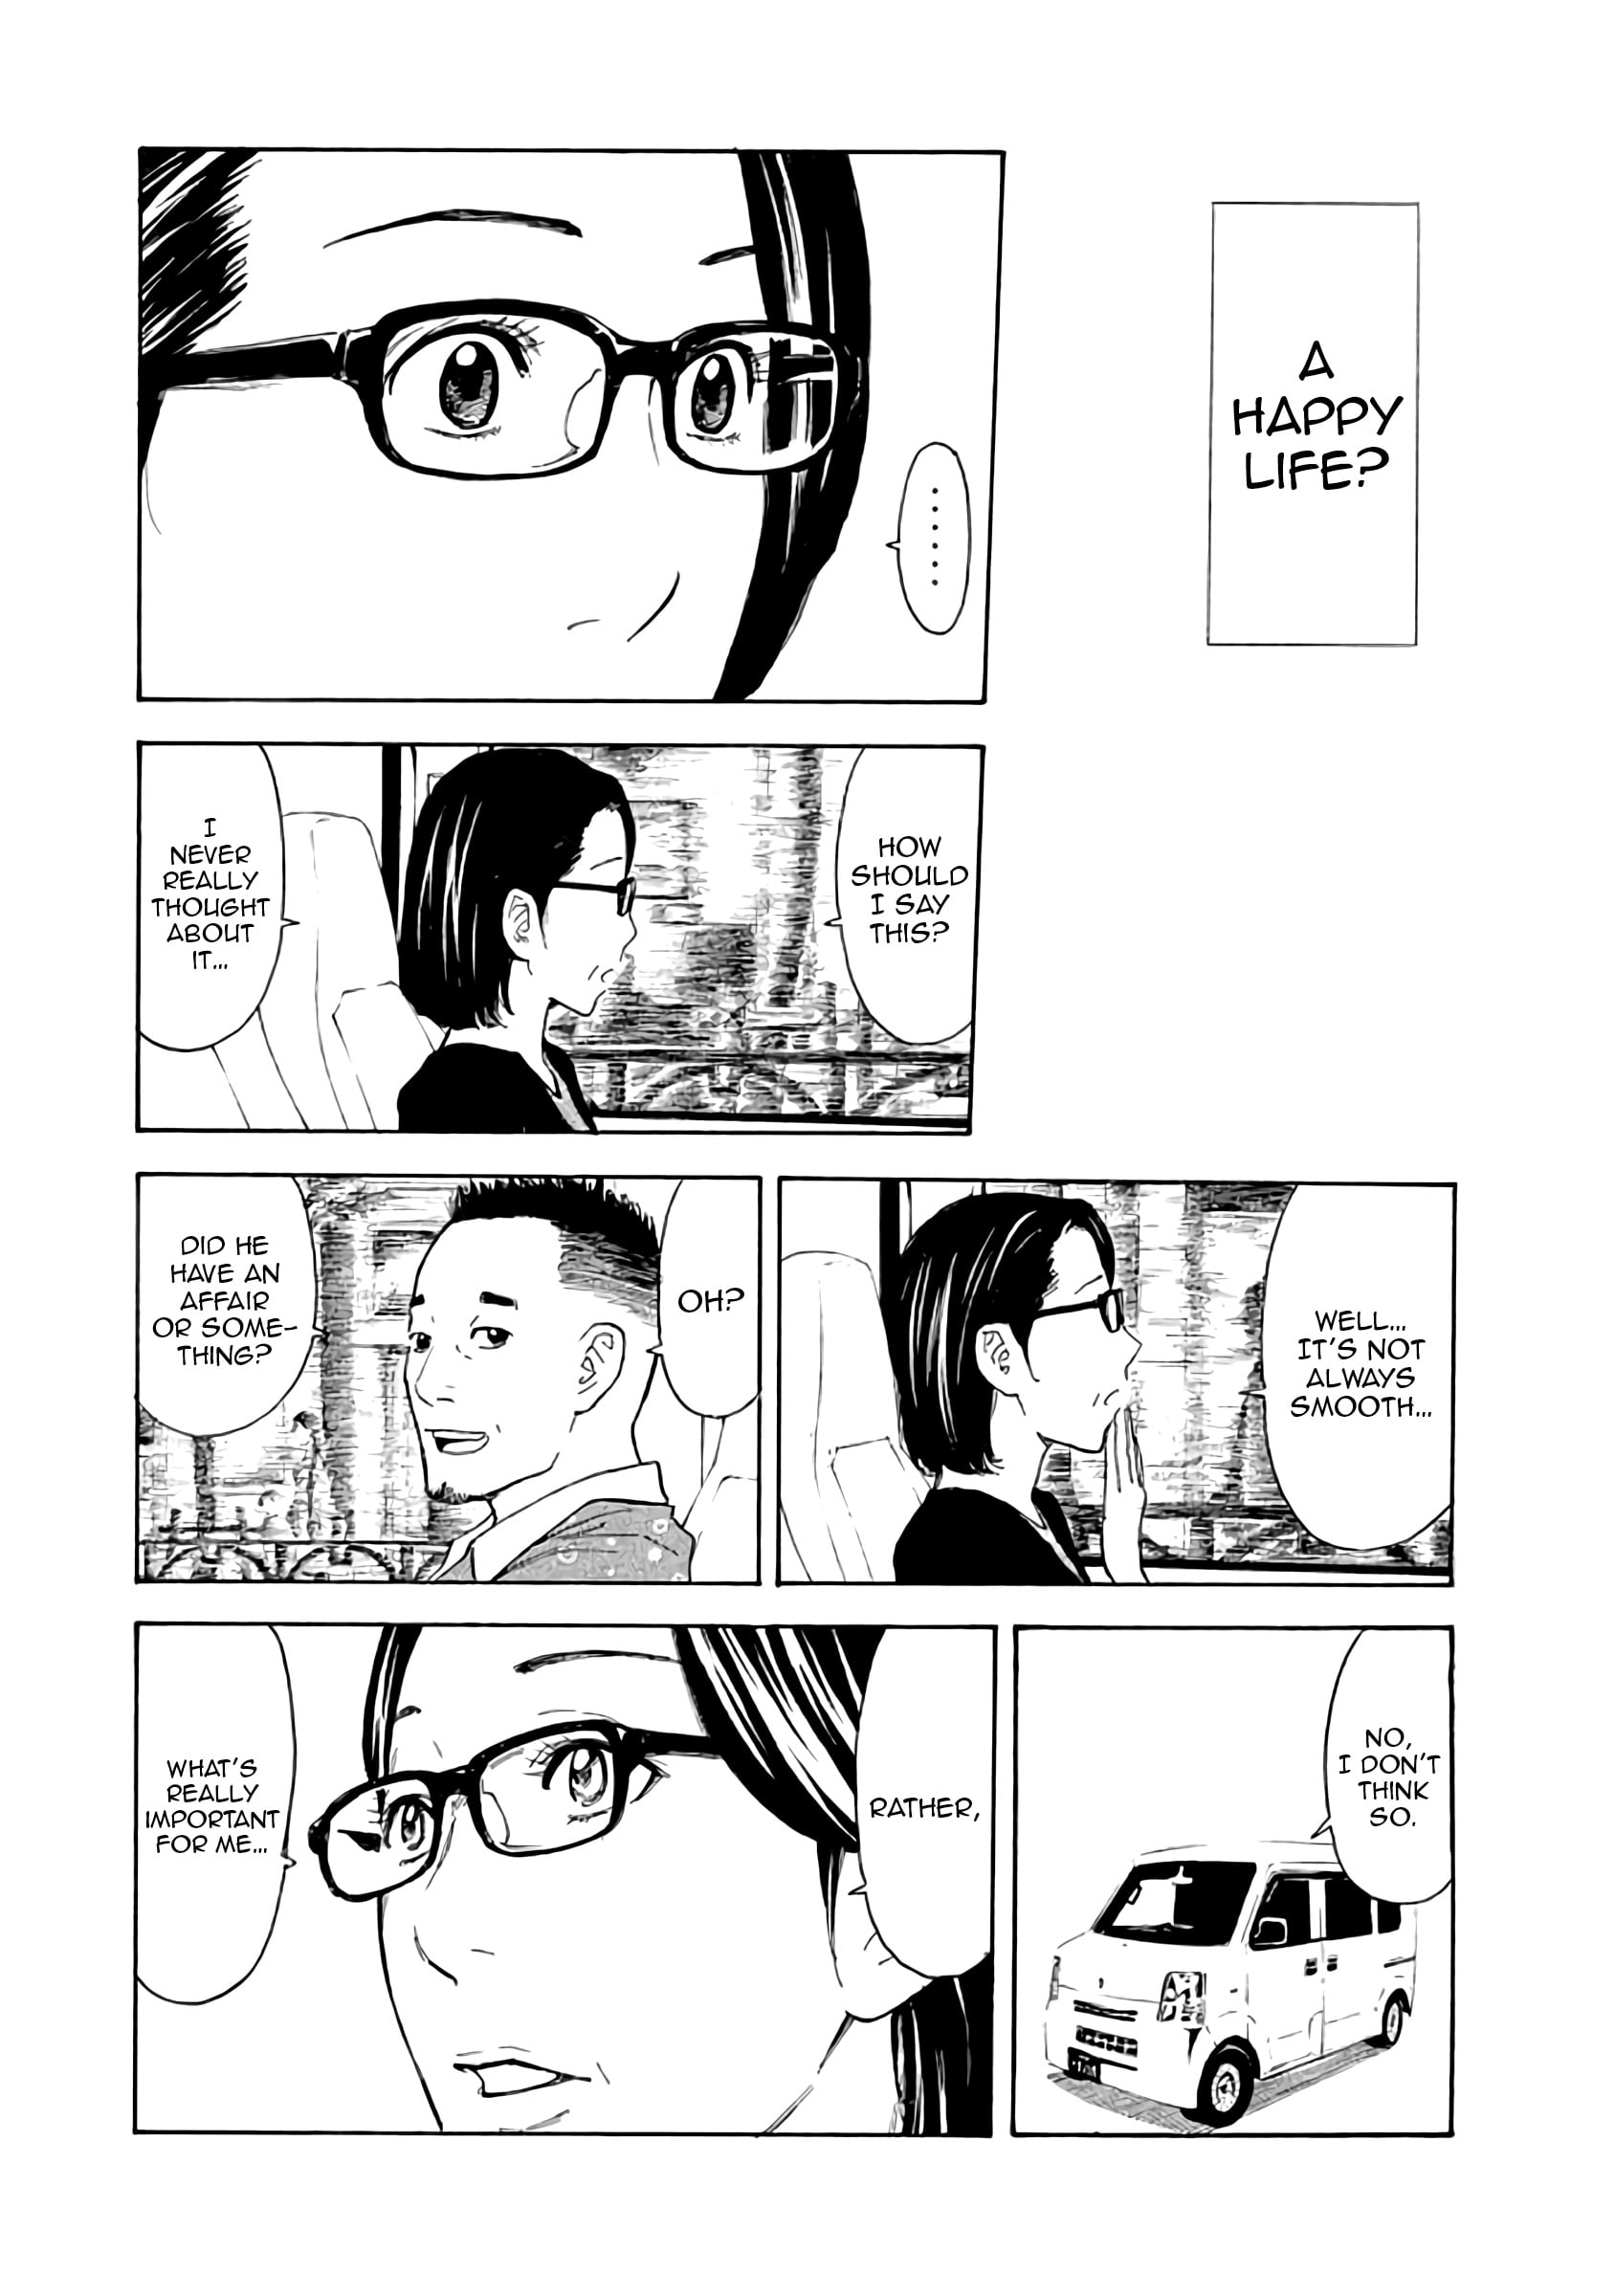 A
HAPPY
LIFE?
......
HOW
SHOULD
I SAY
THIS?
I
NEVER
REALLY
THOUGHT
ABOUT
IT...
WELL...
IT'S NOT
ALWAYS
SMOOTH...
OH?
DID HE
HAVE AN
AFFAIR
OR SOME-
THING?
NO,
I DON'T
THINK
SO.
RATHER,
WHAT'S
REALLY
IMPORTANT
FOR ME...